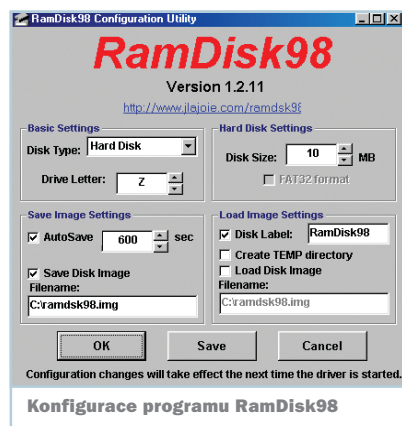 RamDisk98 Configuration Utility
RamDisk98
Version 1.2.11
http://www.jlajoie.com/ramdsk98
Basic Settings
Disk Type: Hard Disk
Drive Letter: Z
Hard Disk Settings
Disk Size: 10 MB
FAT32 format
Save Image Settings
AutoSave 600 sec
Save Disk Image
Filename:
C:\ramdsk98.img
Load Image Settings
Disk Label: RamDisk98
Create TEMP directory
Load Disk Image
Filename:
C:\ramdsk98.img
OK Save Cancel
Configuration changes will take effect the next time the driver is started.
Konfigurace programu RamDisk98